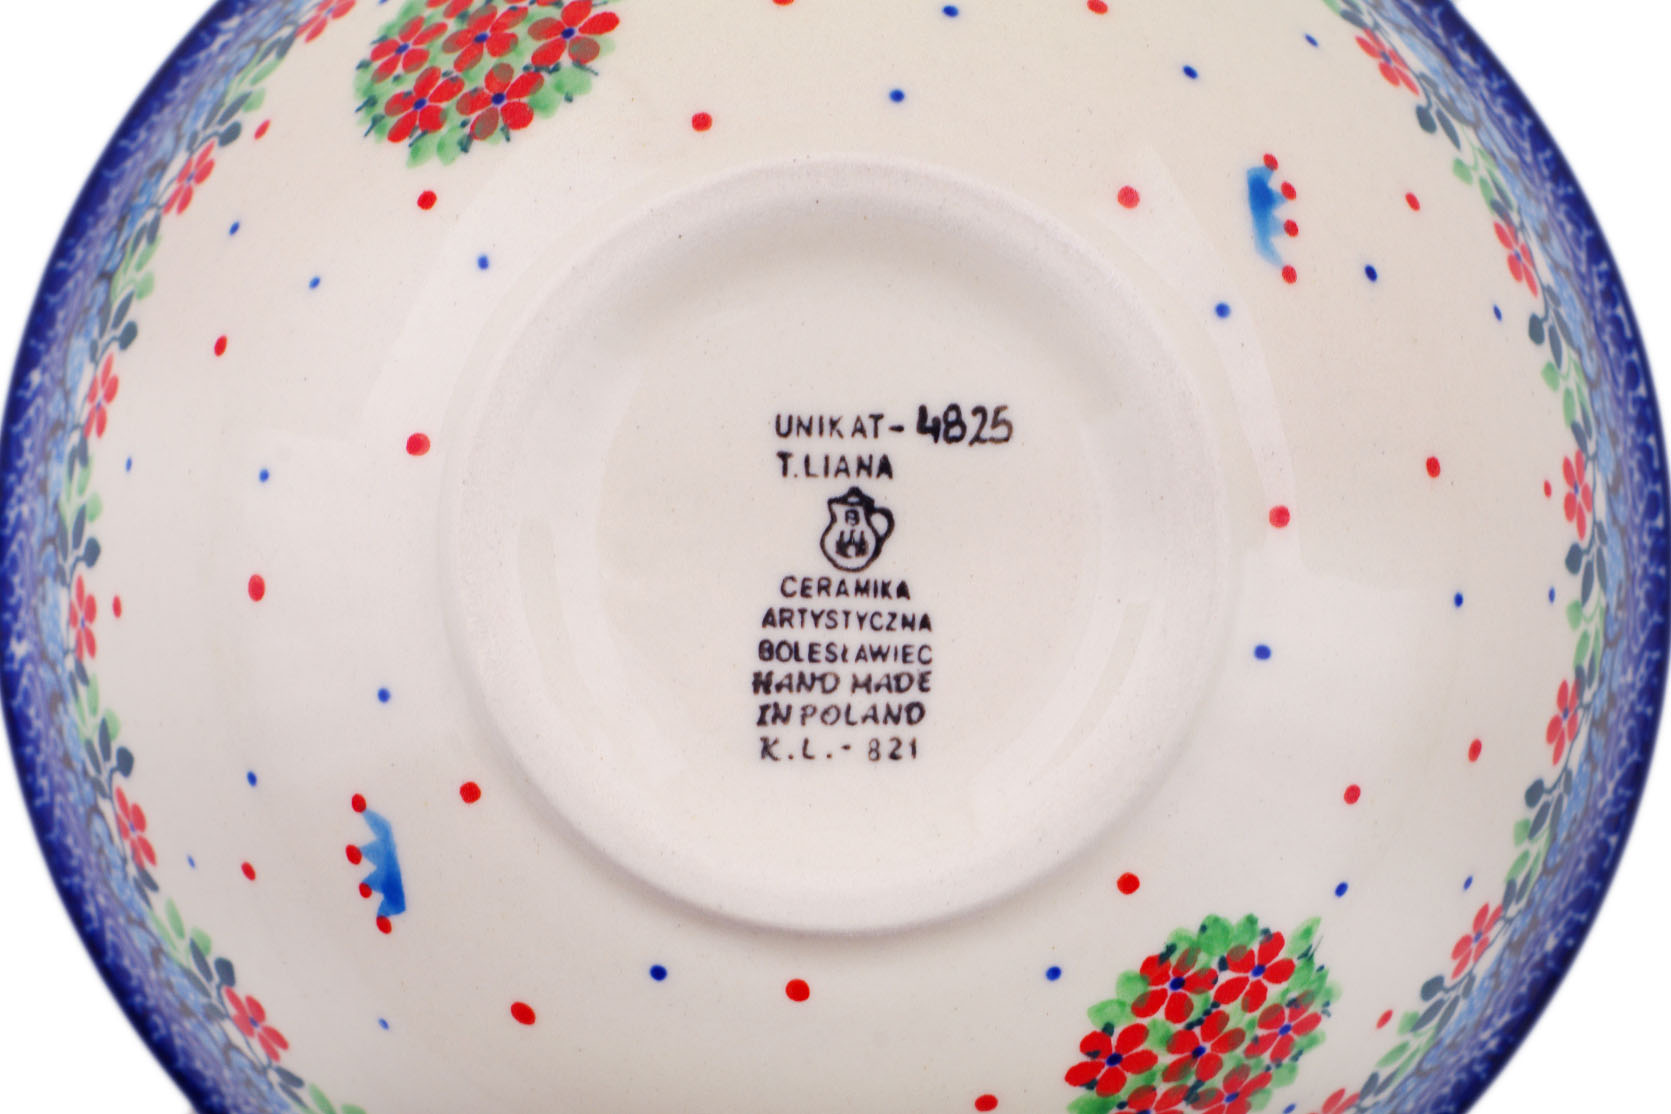 UNIKAT-4825
T.LIANA
B
CERAMIKA
ARTYSTYCZNA
BOLESŁAWIEC
HAND MADE
IN POLAND
K.L.-821